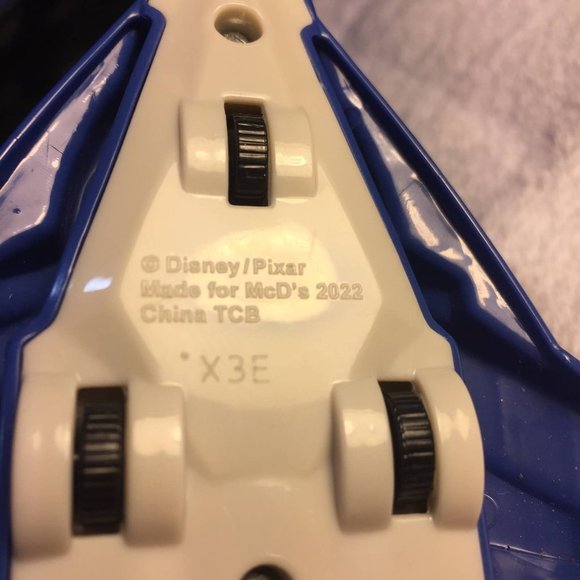 © Disney/Pixar
Made for McD's 2022
China TCB
X3E